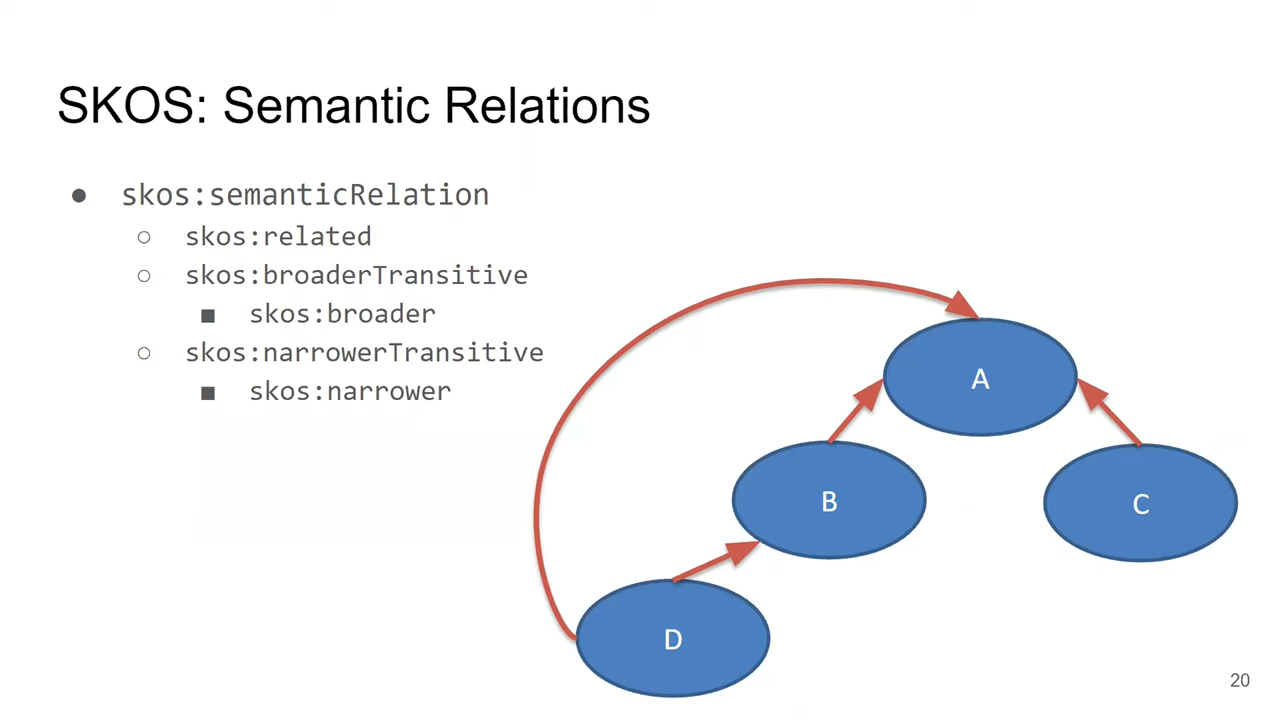 SKOS: Semantic Relations
● skos:semanticRelation
○ skos:related
○ skos:broaderTransitive
■ skos:broader
○ skos:narrowerTransitive
■ skos:narrower
A
B
C
D
20